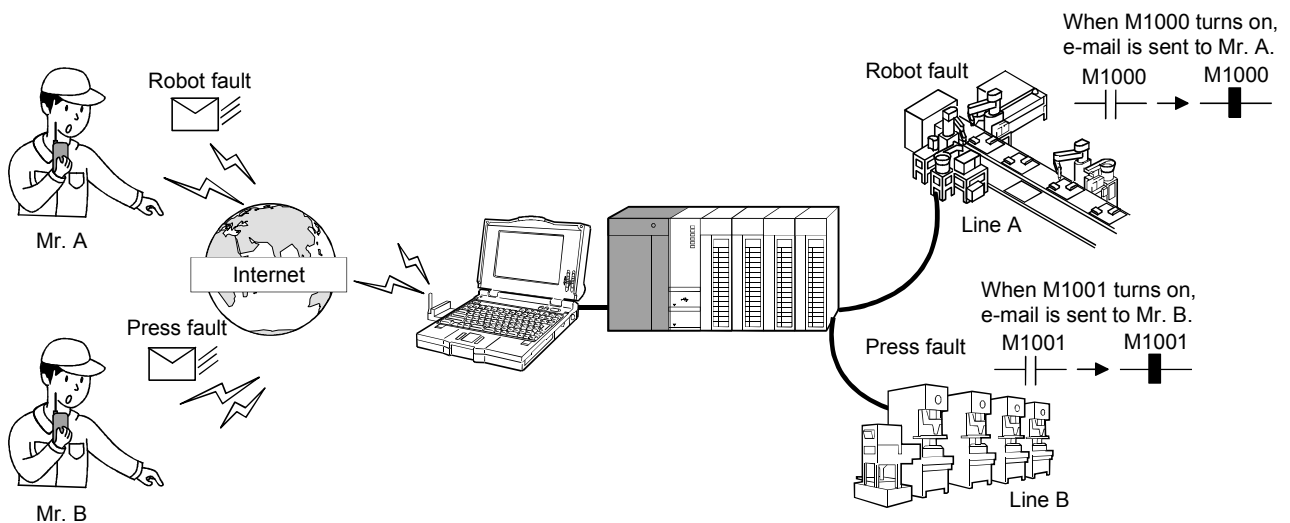 When M1000 turns on,
e-mail is sent to Mr. A.
Robot fault
Robot fault
M1000
M1000
Mr. A
Line A
Internet
Press fault
When M1001 turns on,
e-mail is sent to Mr. B.
Press fault
M1001
M1001
Line B
Mr. B